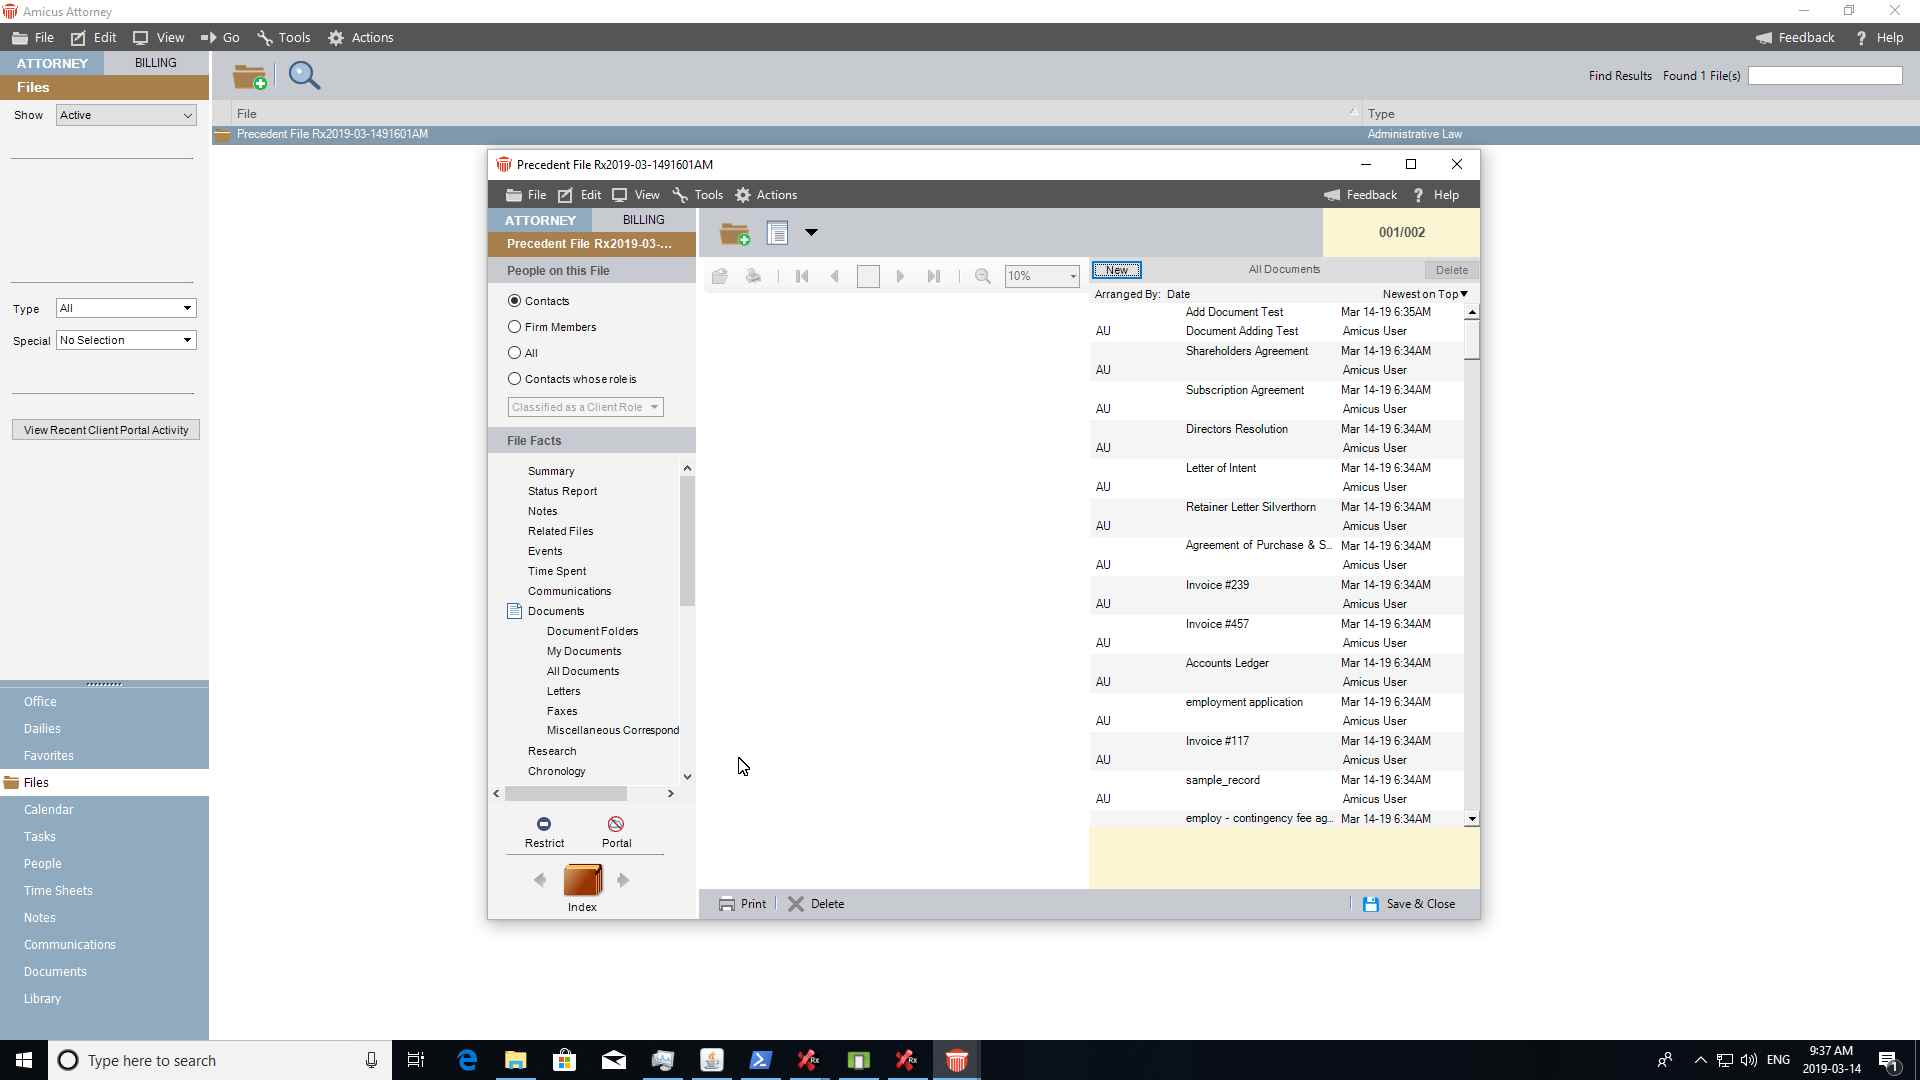 Amicus Attorney
File Edit View Go Tools Actions
Feedback ? Help
ATTORNEY BILLING
Files
Show Active
Type All
Special No Selection
View Recent Client Portal Activity
Office
Dailies
Favorites
Files
Calendar
Tasks
People
Time Sheets
Notes
Communications
Documents
Library
Find Results Found 1 File(s)
File Type
Precedent File Rx2019-03-1491601AM Administrative Law
Precedent File Rx2019-03-1491601AM
File Edit View Tools Actions
Feedback ? Help
ATTORNEY BILLING
Precedent File Rx2019-03-...
People on this File
Contacts
Firm Members
All
Contacts whose role is
Classified as a Client Role
File Facts
Summary
Status Report
Notes
Related Files
Events
Time Spent
Communications
Documents
Document Folders
My Documents
All Documents
Letters
Faxes
Miscellaneous Correspond
Research
Chronology
Restrict Portal
Index
001/002
10%
New All Documents Delete
Arranged By: Date Newest on Top
Add Document Test Mar 14-19 6:35AM
AU Document Adding Test Amicus User
Shareholders Agreement Mar 14-19 6:34AM
AU Amicus User
Subscription Agreement Mar 14-19 6:34AM
AU Amicus User
Directors Resolution Mar 14-19 6:34AM
AU Amicus User
Letter of Intent Mar 14-19 6:34AM
AU Amicus User
Retainer Letter Silverthorn Mar 14-19 6:34AM
AU Amicus User
Agreement of Purchase & S... Mar 14-19 6:34AM
AU Amicus User
Invoice #239 Mar 14-19 6:34AM
AU Amicus User
Invoice #457 Mar 14-19 6:34AM
AU Amicus User
Accounts Ledger Mar 14-19 6:34AM
AU Amicus User
employment application Mar 14-19 6:34AM
AU Amicus User
Invoice #117 Mar 14-19 6:34AM
AU Amicus User
sample_record Mar 14-19 6:34AM
AU Amicus User
employ - contingency fee ag... Mar 14-19 6:34AM
Print Delete Save & Close
Type here to search
Rx
Rx
ENG
9:37 AM
2019-03-14
1